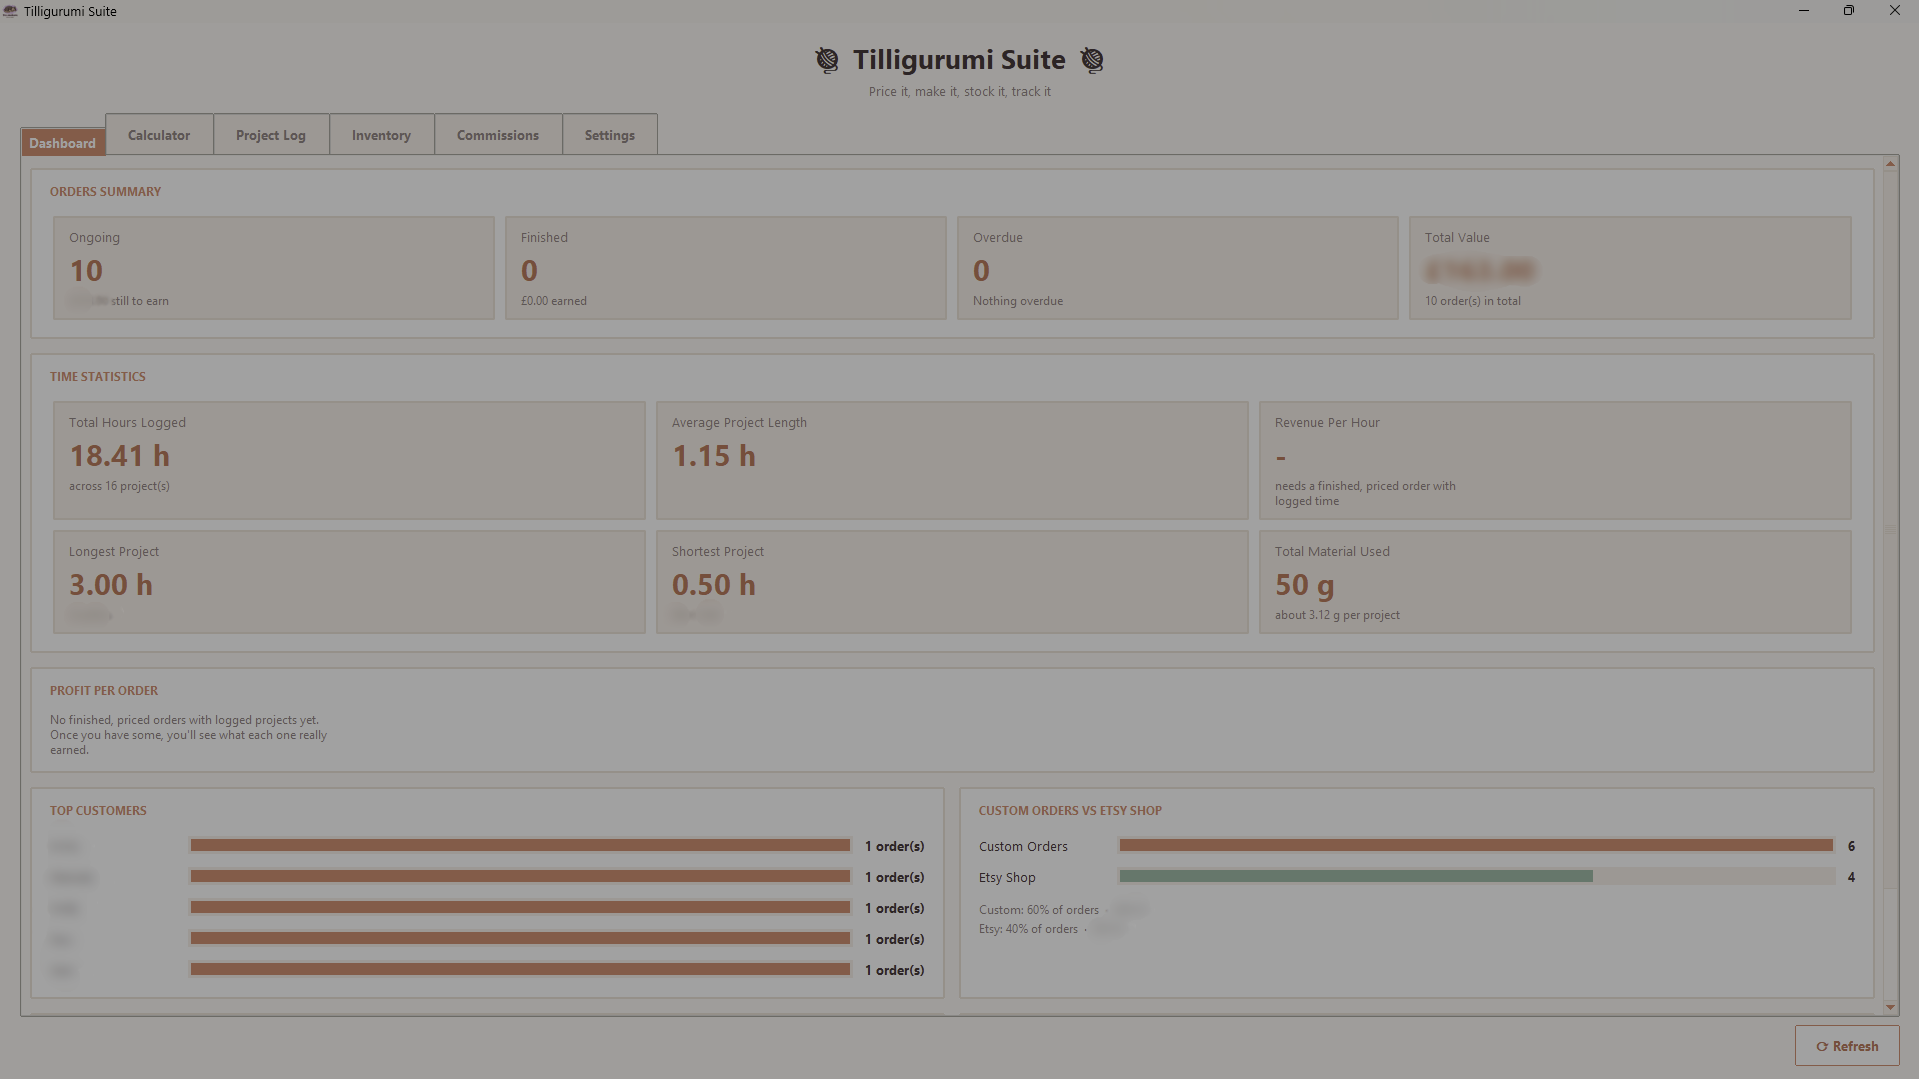 Tilligurumi Suite
Tilligurumi Suite
Price it, make it, stock it, track it
Dashboard
Calculator
Project Log
Inventory
Commissions
Settings
ORDERS SUMMARY
Ongoing
10
still to earn
Finished
0
£0.00 earned
Overdue
0
Nothing overdue
Total Value
10 order(s) in total
TIME STATISTICS
Total Hours Logged
18.41 h
across 16 project(s)
Average Project Length
1.15 h
Revenue Per Hour
-
needs a finished, priced order with
logged time
Longest Project
3.00 h
Shortest Project
0.50 h
Total Material Used
50 g
about 3.12 g per project
PROFIT PER ORDER
No finished, priced orders with logged projects yet.
Once you have some, you'll see what each one really
earned.
TOP CUSTOMERS
1 order(s)
1 order(s)
1 order(s)
1 order(s)
1 order(s)
CUSTOM ORDERS VS ETSY SHOP
Custom Orders 6
Etsy Shop 4
Custom: 60% of orders ·
Etsy: 40% of orders ·
Refresh